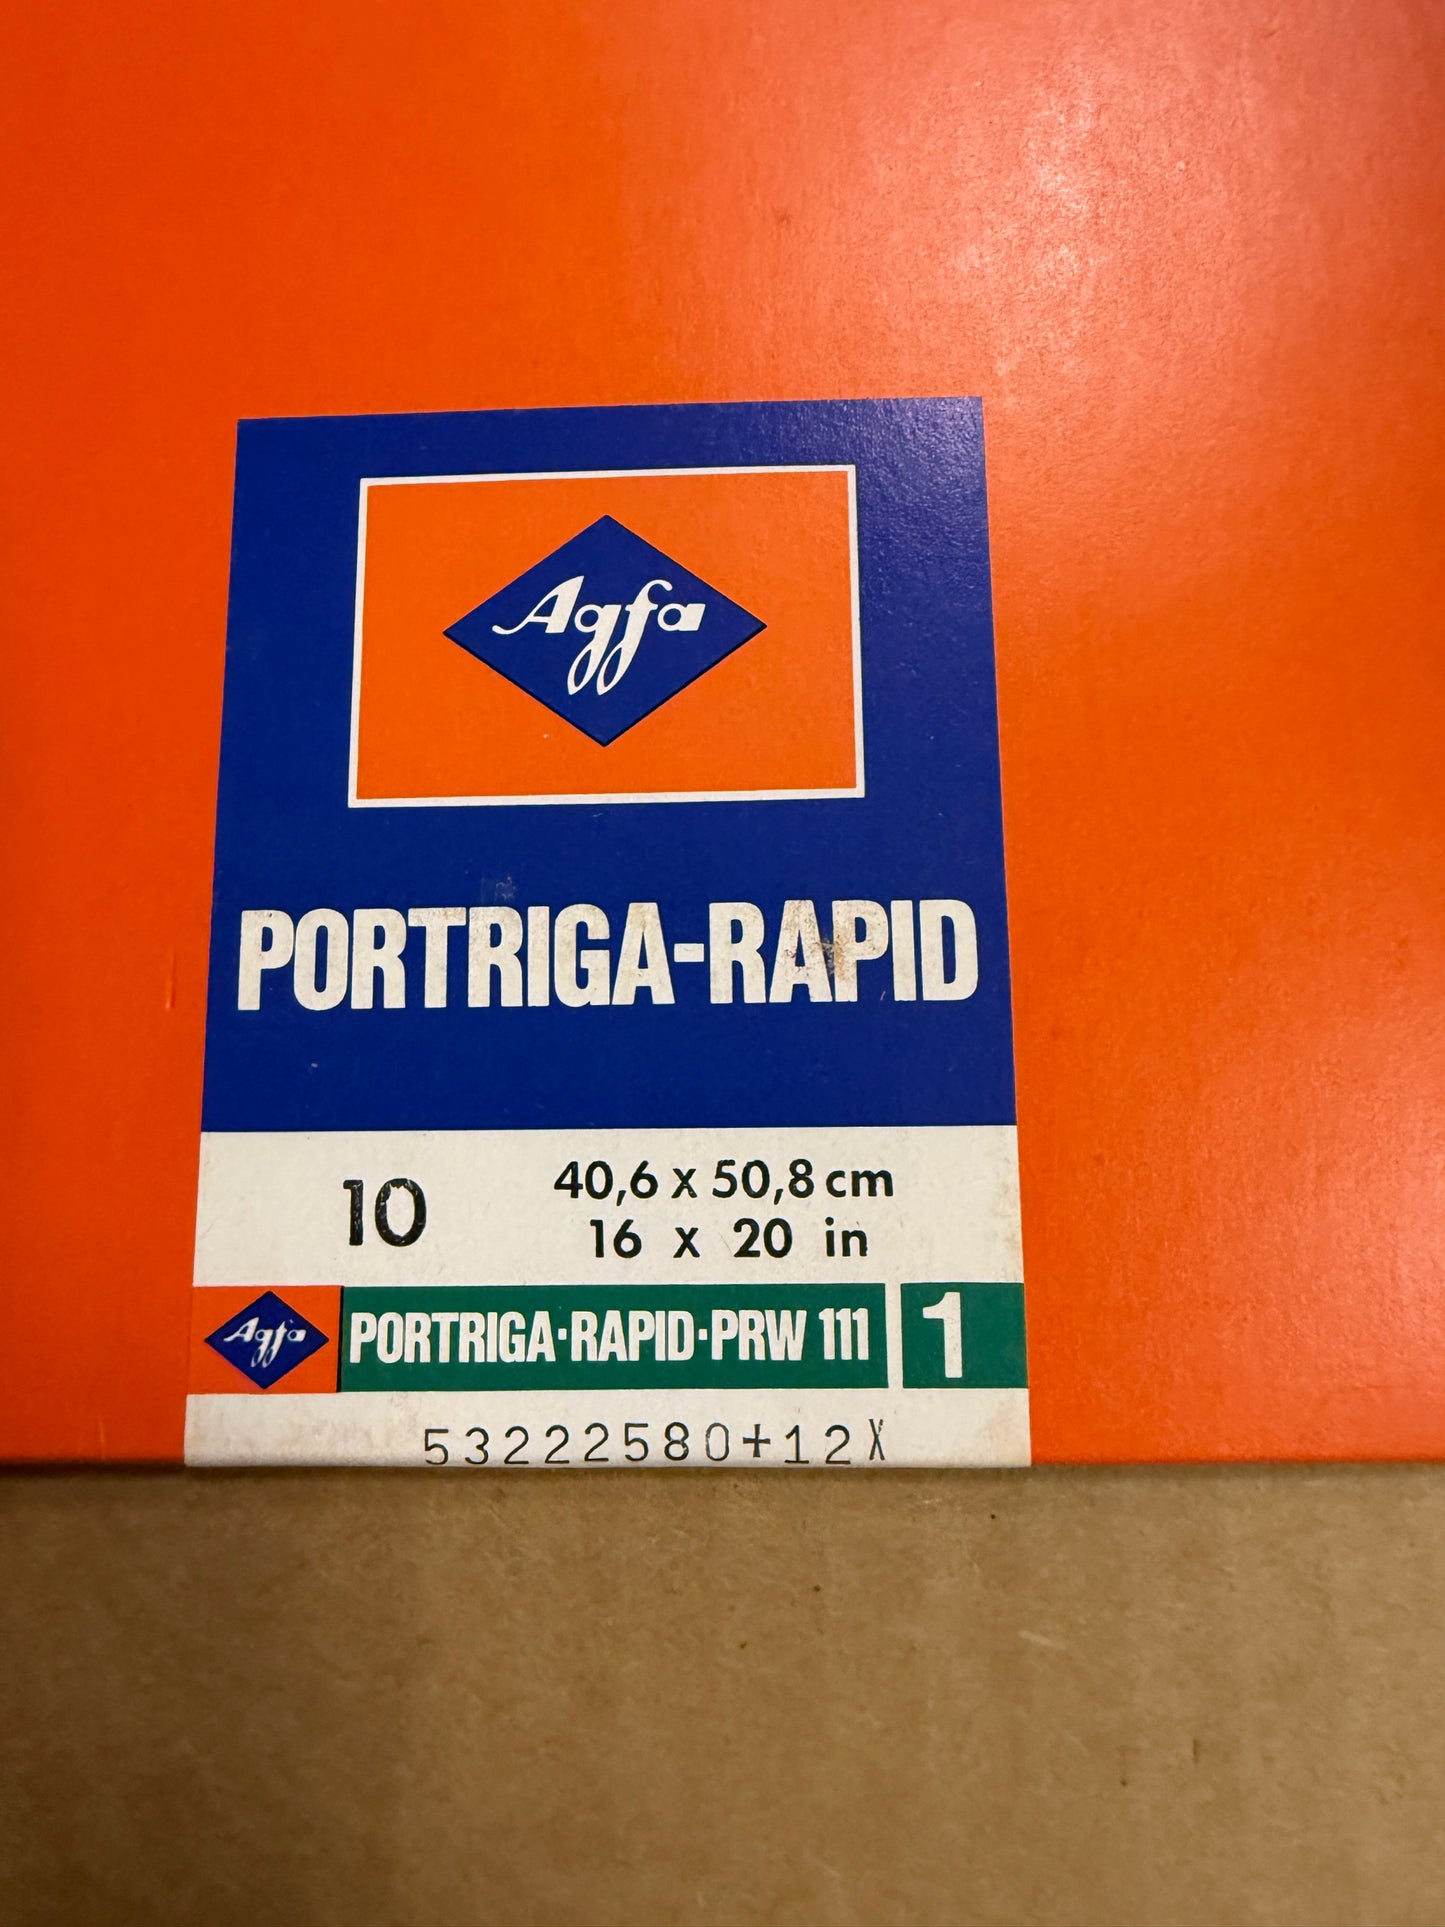 Agfa
PORTRIGA-RAPID
10
40,6 x 50,8 cm
16 x 20 in
Agfa
PORTRIGA·RAPID·PRW 111
1
53222580+12X